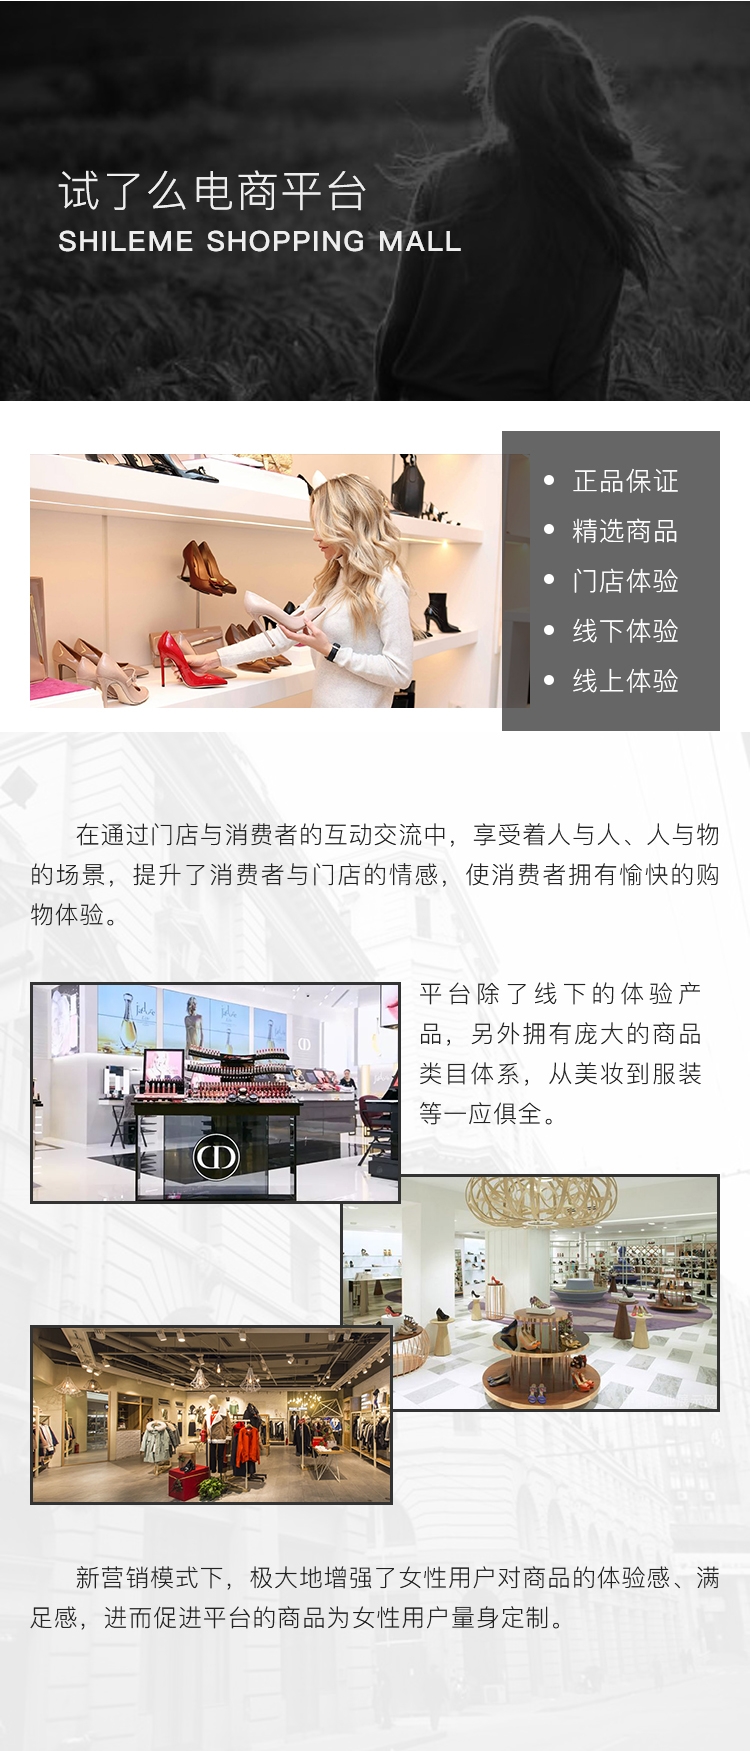 试了么电商平台
SHILEME SHOPPING MALL
正品保证
精选商品
门店体验
线下体验
线上体验
在通过门店与消费者的互动交流中，享受着人与人、人与物
的场景，提升了消费者与门店的情感，使消费者拥有愉快的购
物体验。
平台除了线下的体验产
品，另外拥有庞大的商品
类目体系，从美妆到服装
等一应俱全。
J'adore
J'adore
CD
新营销模式下，极大地增强了女性用户对商品的体验感、满
足感，进而促进平台的商品为女性用户量身定制。